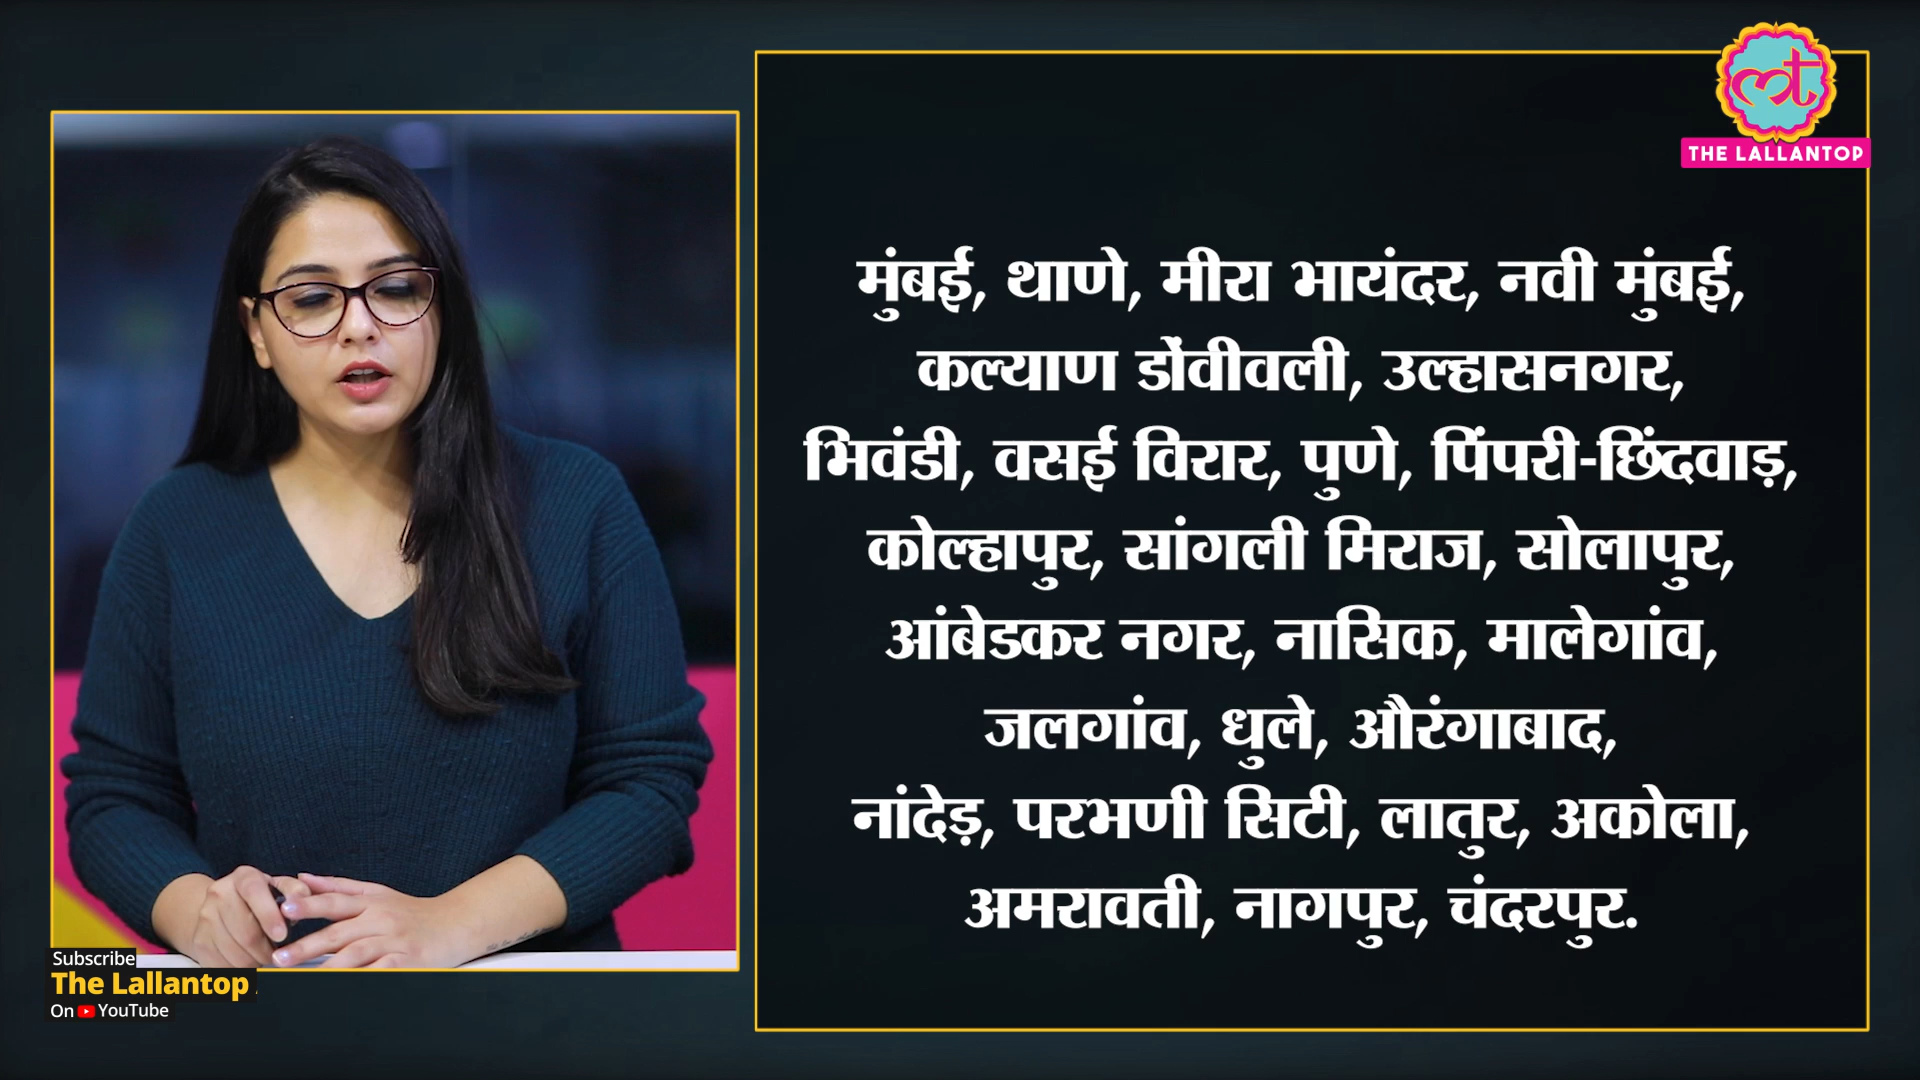 THE LALLANTOP
मुंबई, थाणे, मीरा भायंदर, नवी मुंबई,
कल्याण डोंवीवली, उल्हासनगर,
भिवंडी, वसई विरार, पुणे, पिंपरी-छिंदवाड़,
कोल्हापुर, सांगली मिराज, सोलापुर,
आंबेडकर नगर, नासिक, मालेगांव,
जलगांव, धुले, औरंगाबाद,
नांदेड़, परभणी सिटी, लातुर, अकोला,
अमरावती, नागपुर, चंदरपुर.
Subscribe
The Lallantop
On YouTube